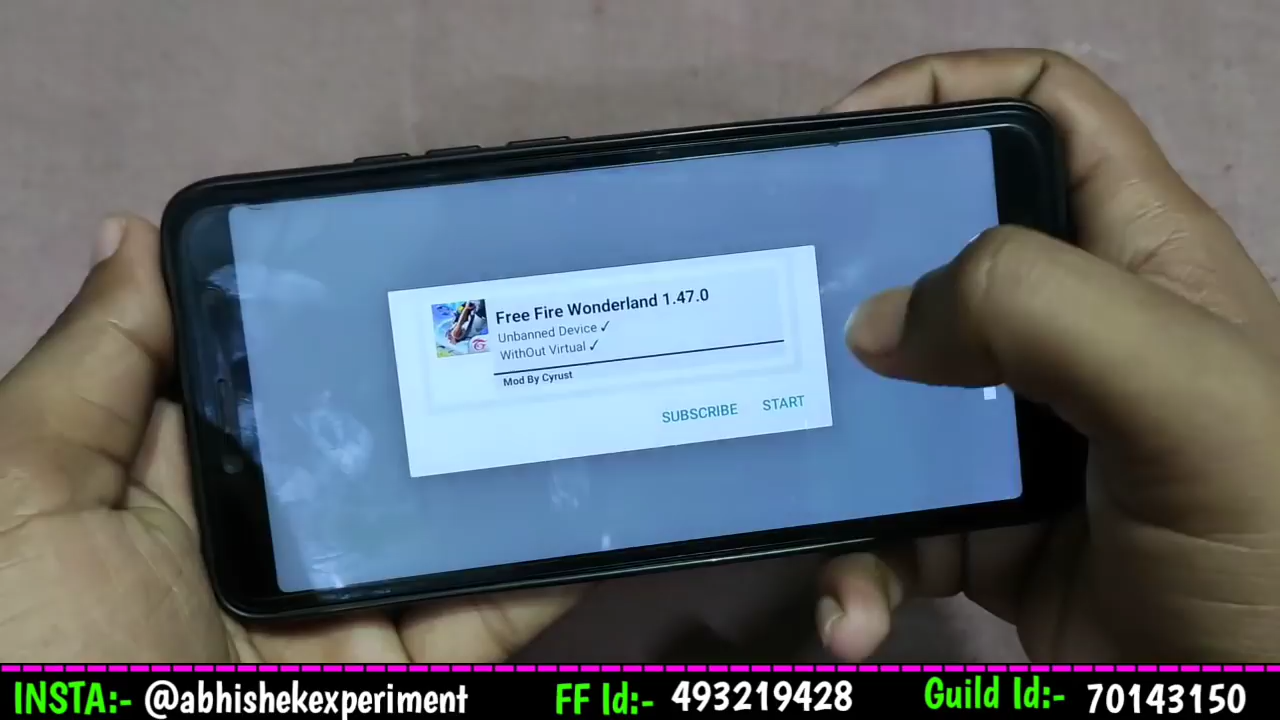 Free Fire Wonderland 1.47.0
Unbanned Device ✓
WithOut Virtual ✓
Mod By Cyrust
SUBSCRIBE START
INSTA:- @abhishekexperiment FF Id:- 493219428 Guild Id:- 70143150